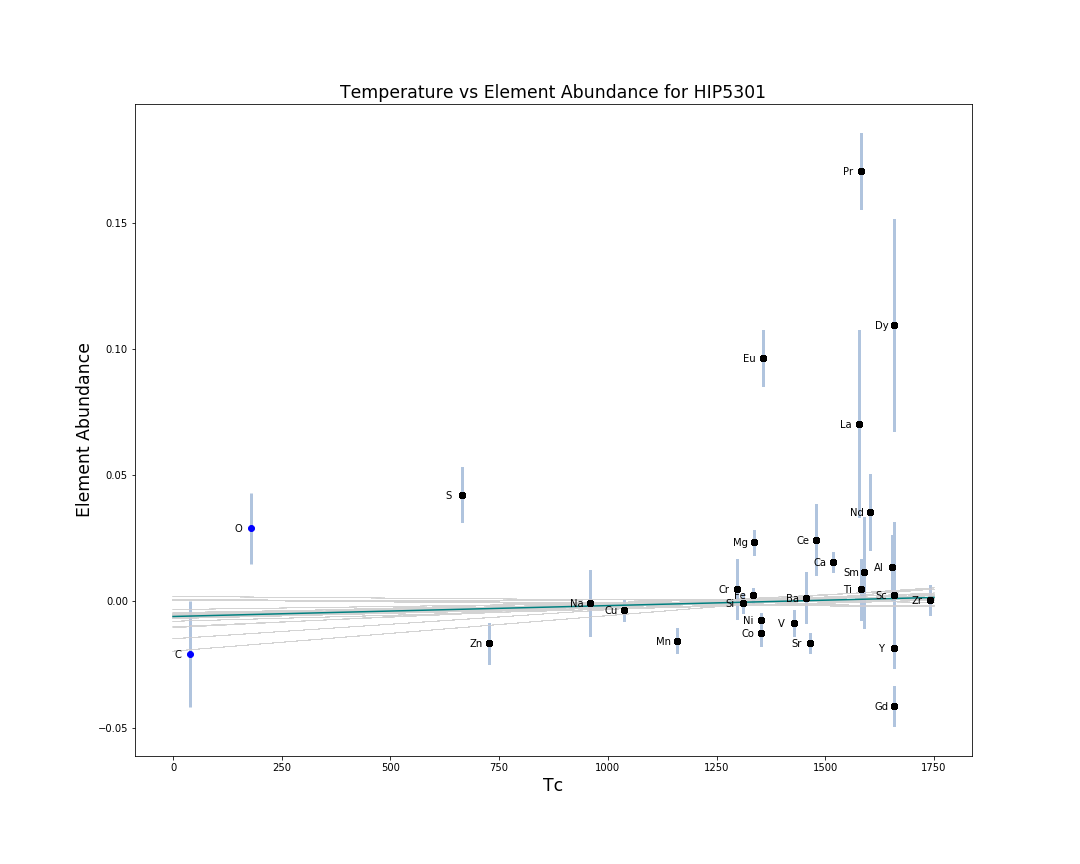 Temperature vs Element Abundance for HIP5301
Element Abundance
0.15
0.10
0.05
0.00
−0.05
Pr
Dy
Eu
La
S
Nd
O
Mg
Ce
Ca
Sm
Al
Cr
Ti
Fe
Sc
Ba
Zr
Na
Si
Cu
Ni
V
Co
Mn
Zn
Sr
Y
C
Gd
0 250 500 750 1000 1250 1500 1750
Tc